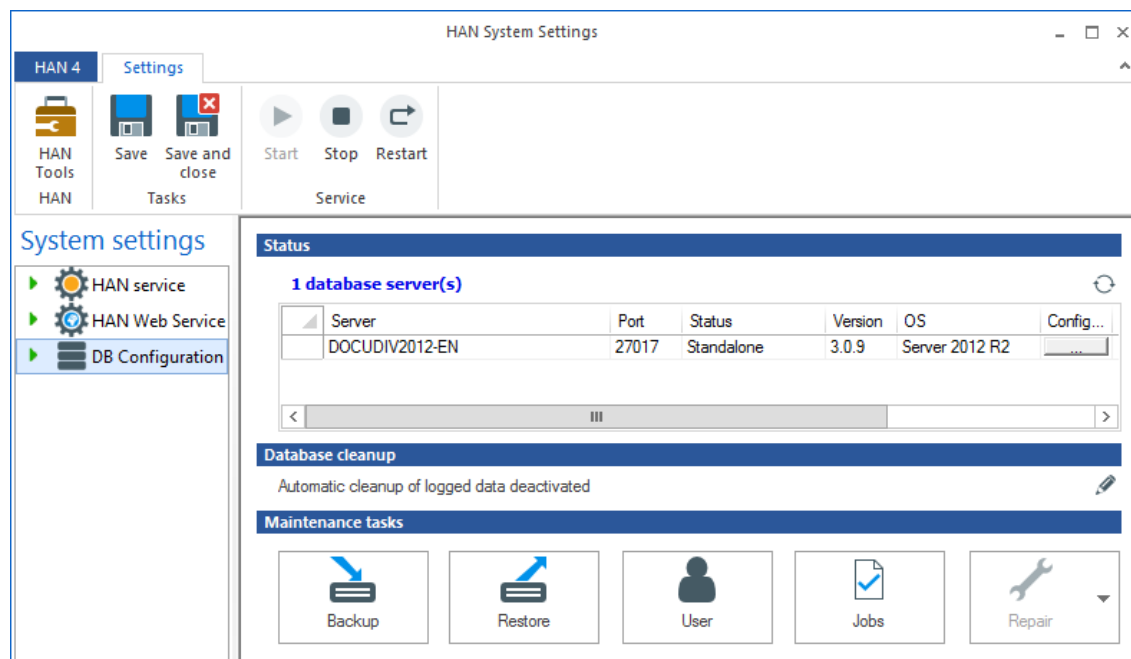 HAN System Settings
HAN 4 Settings
HAN Tools
Save
Save and close
Start
Stop
Restart
HAN
Tasks
Service
System settings
HAN service
HAN Web Service
DB Configuration
Status
1 database server(s)
Server Port Status Version OS Config...
DOCUDIV2012-EN 27017 Standalone 3.0.9 Server 2012 R2 ...
Database cleanup
Automatic cleanup of logged data deactivated
Maintenance tasks
Backup Restore User Jobs Repair